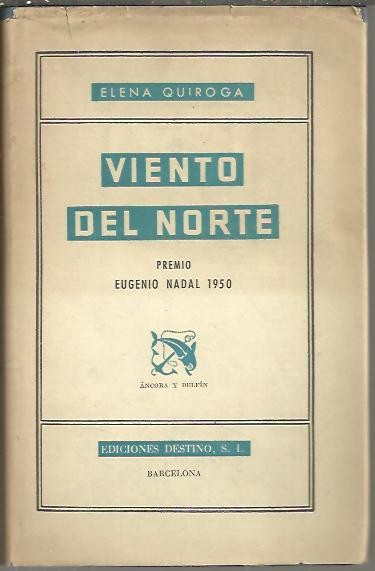 ELENA QUIROGA
VIENTO
DEL NORTE
PREMIO
EUGENIO NADAL 1950
ÁNCORA Y DELFÍN
EDICIONES DESTINO, S. L.
BARCELONA